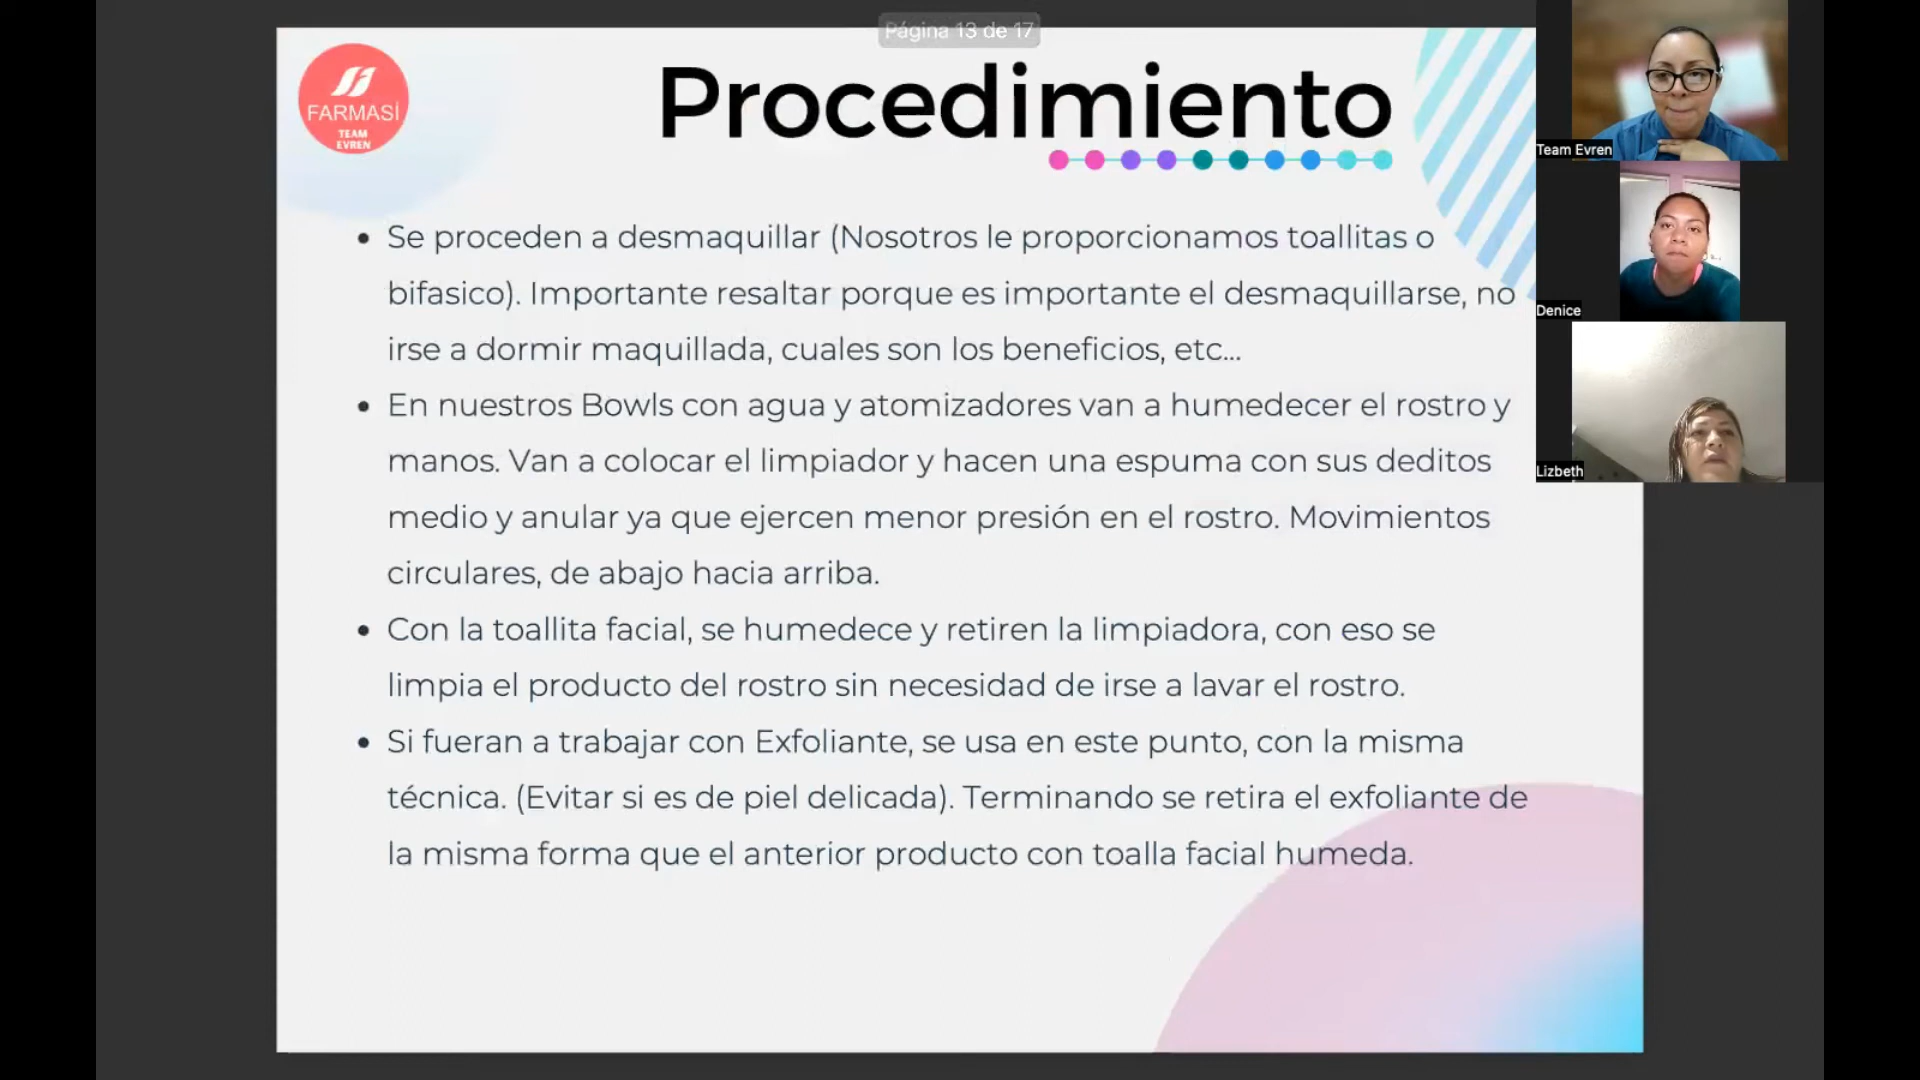 Página 13 de 17
FARMASİ
TEAM
EVREN
Procedimiento
• Se proceden a desmaquillar (Nosotros le proporcionamos toallitas o
bifasico). Importante resaltar porque es importante el desmaquillarse, no
irse a dormir maquillada, cuales son los beneficios, etc...
• En nuestros Bowls con agua y atomizadores van a humedecer el rostro y
manos. Van a colocar el limpiador y hacen una espuma con sus deditos
medio y anular ya que ejercen menor presión en el rostro. Movimientos
circulares, de abajo hacia arriba.
• Con la toallita facial, se humedece y retiren la limpiadora, con eso se
limpia el producto del rostro sin necesidad de irse a lavar el rostro.
• Si fueran a trabajar con Exfoliante, se usa en este punto, con la misma
técnica. (Evitar si es de piel delicada). Terminando se retira el exfoliante de
la misma forma que el anterior producto con toalla facial humeda.
Team Evren
Denice
Lizbeth